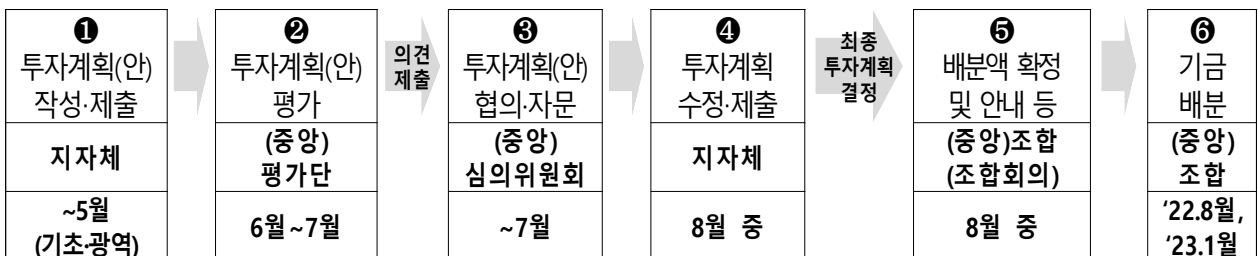 ❶
투자계획(안)
작성·제출
지자체
~5월
(기초·광역)
❷
투자계획(안)
평가
(중앙)
평가단
6월~7월
의견
제출
❸
투자계획(안)
협의·자문
(중앙)
심의위원회
~7월
❹
투자계획
수정·제출
지자체
8월 중
최종
투자계획
결정
❺
배분액 확정
및 안내 등
(중앙)조합
(조합회의)
8월 중
❻
기금
배분
(중앙)
조합
‘22.8월,
‘23.1월